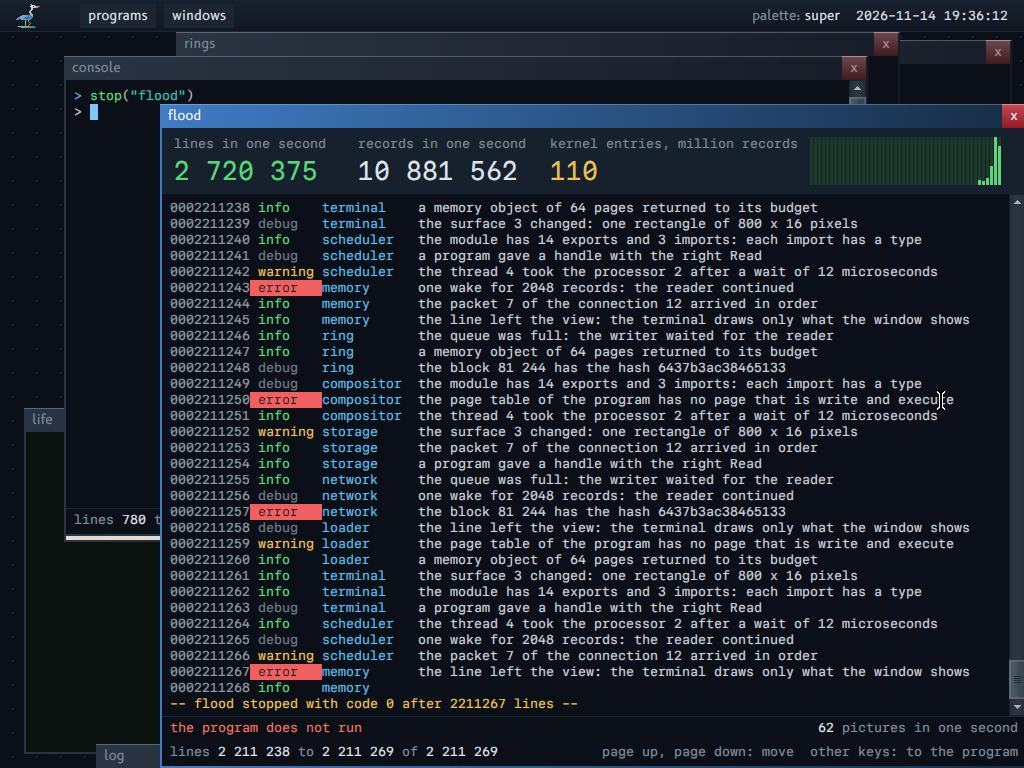 programs windows palette: super 2026-11-14 19:36:12
rings x
x
console x
> stop("flood")
>
flood x
lines in one second records in one second kernel entries, million records
2 720 375 10 881 562 110
0002211238 info terminal a memory object of 64 pages returned to its budget
0002211239 debug terminal the surface 3 changed: one rectangle of 800 x 16 pixels
0002211240 info scheduler the module has 14 exports and 3 imports: each import has a type
0002211241 debug scheduler a program gave a handle with the right Read
0002211242 warning scheduler the thread 4 took the processor 2 after a wait of 12 microseconds
0002211243 error memory one wake for 2048 records: the reader continued
0002211244 info memory the packet 7 of the connection 12 arrived in order
0002211245 info memory the line left the view: the terminal draws only what the window shows
0002211246 info ring the queue was full: the writer waited for the reader
0002211247 info ring a memory object of 64 pages returned to its budget
0002211248 debug ring the block 81 244 has the hash 6437b3ac38465133
0002211249 debug compositor the module has 14 exports and 3 imports: each import has a type
0002211250 error compositor the page table of the program has no page that is write and execute
0002211251 info compositor the thread 4 took the processor 2 after a wait of 12 microseconds
0002211252 warning storage the surface 3 changed: one rectangle of 800 x 16 pixels
0002211253 info storage the packet 7 of the connection 12 arrived in order
0002211254 info storage a program gave a handle with the right Read
0002211255 info network the queue was full: the writer waited for the reader
0002211256 debug network one wake for 2048 records: the reader continued
0002211257 error network the block 81 244 has the hash 6437b3ac38465133
0002211258 debug loader the line left the view: the terminal draws only what the window shows
0002211259 warning loader the page table of the program has no page that is write and execute
0002211260 info loader a memory object of 64 pages returned to its budget
0002211261 info terminal the surface 3 changed: one rectangle of 800 x 16 pixels
0002211262 info terminal the module has 14 exports and 3 imports: each import has a type
0002211263 debug terminal a program gave a handle with the right Read
0002211264 info scheduler the thread 4 took the processor 2 after a wait of 12 microseconds
0002211265 debug scheduler one wake for 2048 records: the reader continued
0002211266 warning scheduler the packet 7 of the connection 12 arrived in order
0002211267 error memory the line left the view: the terminal draws only what the window shows
0002211268 info memory
-- flood stopped with code 0 after 2211267 lines --
the program does not run 62 pictures in one second
lines 2 211 238 to 2 211 269 of 2 211 269 page up, page down: move other keys: to the program
life
lines 780 t
log